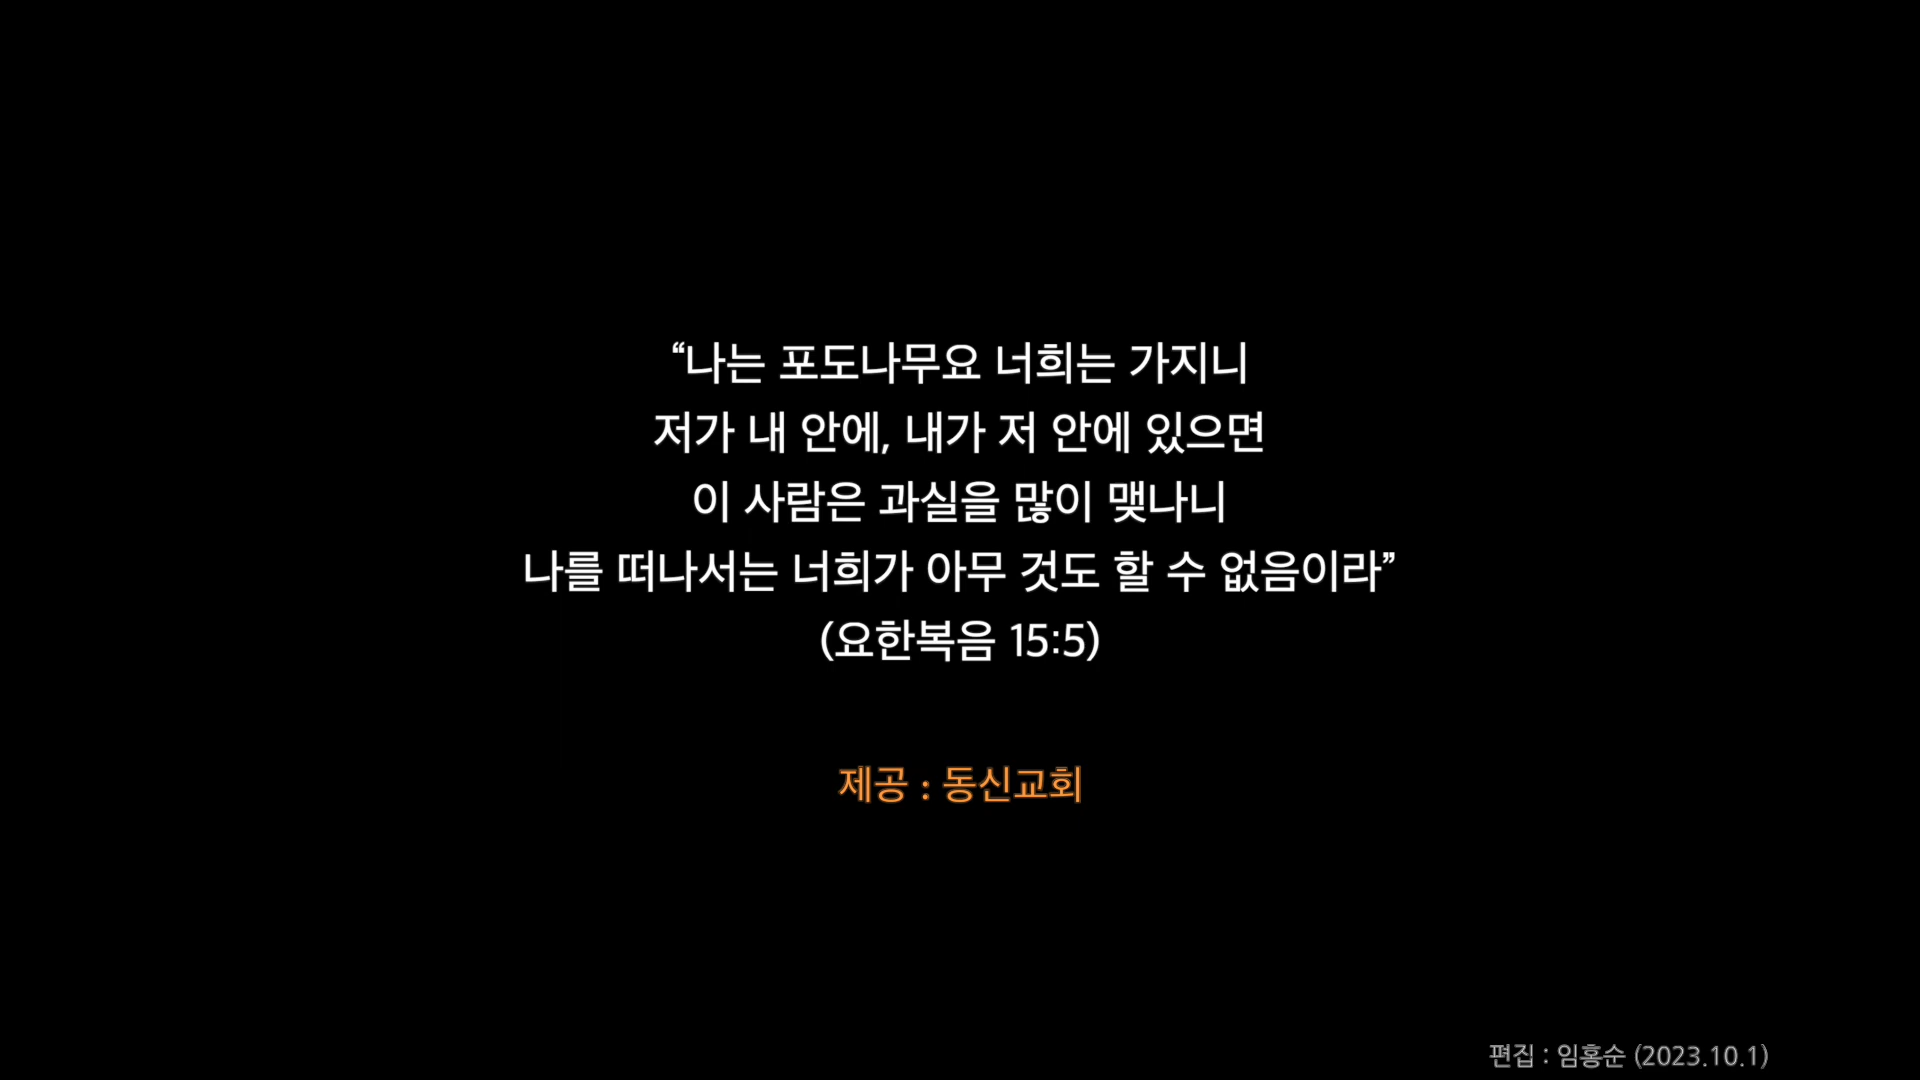 “나는 포도나무요 너희는 가지니
저가 내 안에, 내가 저 안에 있으면
이 사람은 과실을 많이 맺나니
나를 떠나서는 너희가 아무 것도 할 수 없음이라”
(요한복음 15:5)
제공 : 동신교회
편집 : 임홍순 (2023.10.1)